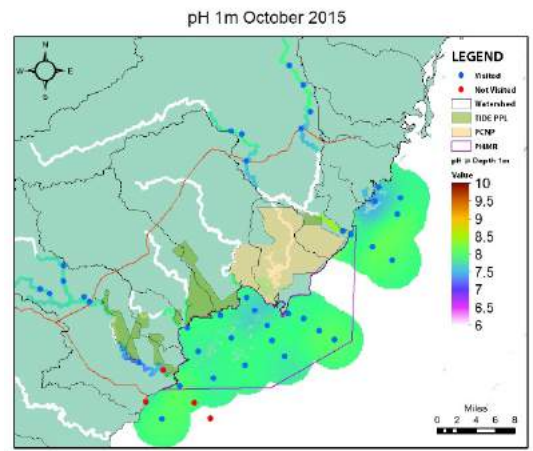 pH 1m October 2015
N
W E
S
LEGEND
Visited
Not Visited
Watershed
TIDE PPL
PCNP
PHMR
pH @ Depth 1m
Value
10
9.5
9
8.5
8
7.5
7
6.5
6
Miles
0 2 4 6 8